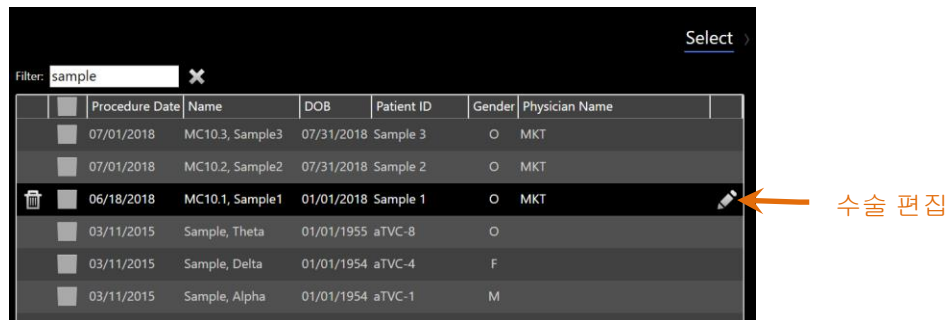 Select
Filter: sample
Procedure Date Name DOB Patient ID Gender Physician Name
07/01/2018 MC10.3, Sample3 07/31/2018 Sample 3 O MKT
07/01/2018 MC10.2, Sample2 07/31/2018 Sample 2 O MKT
06/18/2018 MC10.1, Sample1 01/01/2018 Sample 1 O MKT
수술 편집
03/11/2015 Sample, Theta 01/01/1955 aTVC-8 O
03/11/2015 Sample, Delta 01/01/1954 aTVC-4 F
03/11/2015 Sample, Alpha 01/01/1954 aTVC-1 M